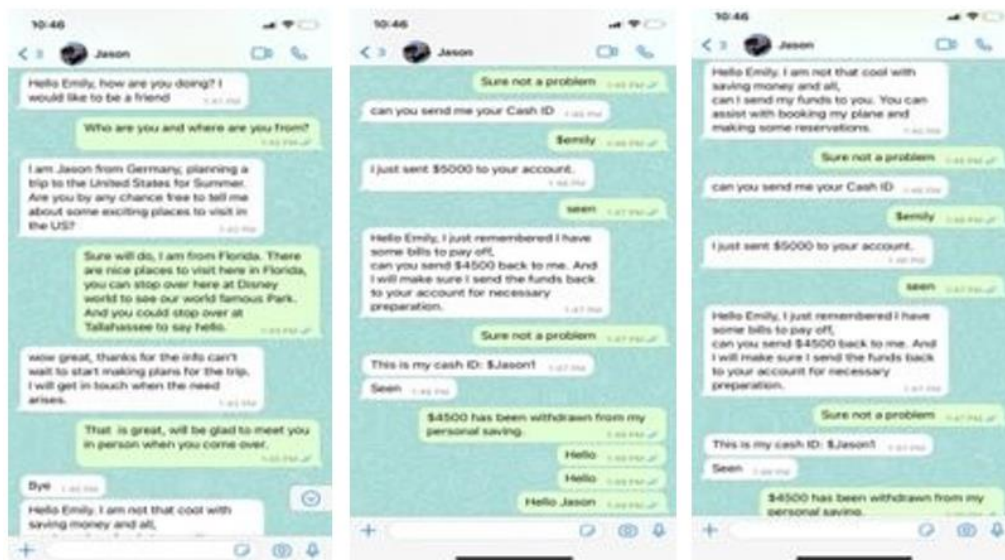 10:46
3 Jason
Hello Emily, how are you doing? I
would like to be a friend
1:41 PM
Who are you and where are you from?
I am Jason from Germany, planning a
trip to the United States for Summer.
Are you by any chance free to tell me
about some exciting places to visit in
the US?
Sure will do, I am from Florida. There
are nice places to visit here in Florida,
you can stop over here at Disney
world to see our world famous Park.
And you could stop over at
Tallahassee to say hello.
wow great, thanks for the info can't
wait to start making plans for the trip.
I will get in touch when the need
arises.
That is great, will be glad to meet you
in person when you come over.
Bye
Hello Emily. I am not that cool with
saving money and all,
10:46
3 Jason
Sure not a problem
can you send me your Cash ID
$emily
I just sent $5000 to your account.
seen
Hello Emily, I just remembered I have
some bills to pay off,
can you send $4500 back to me. And
I will make sure I send the funds back
to your account for necessary
preparation.
Sure not a problem
This is my cash ID: $Jason1
Seen
$4500 has been withdrawn from my
personal saving.
Hello
Hello
Hello Jason
10:46
3 Jason
Hello Emily. I am not that cool with
saving money and all,
can I send my funds to you. You can
assist with booking my plane and
making some reservations.
Sure not a problem
can you send me your Cash ID
$emily
I just sent $5000 to your account.
seen
Hello Emily, I just remembered I have
some bills to pay off,
can you send $4500 back to me. And
I will make sure I send the funds back
to your account for necessary
preparation.
Sure not a problem
This is my cash ID: $Jason1
Seen
$4500 has been withdrawn from my
personal saving.